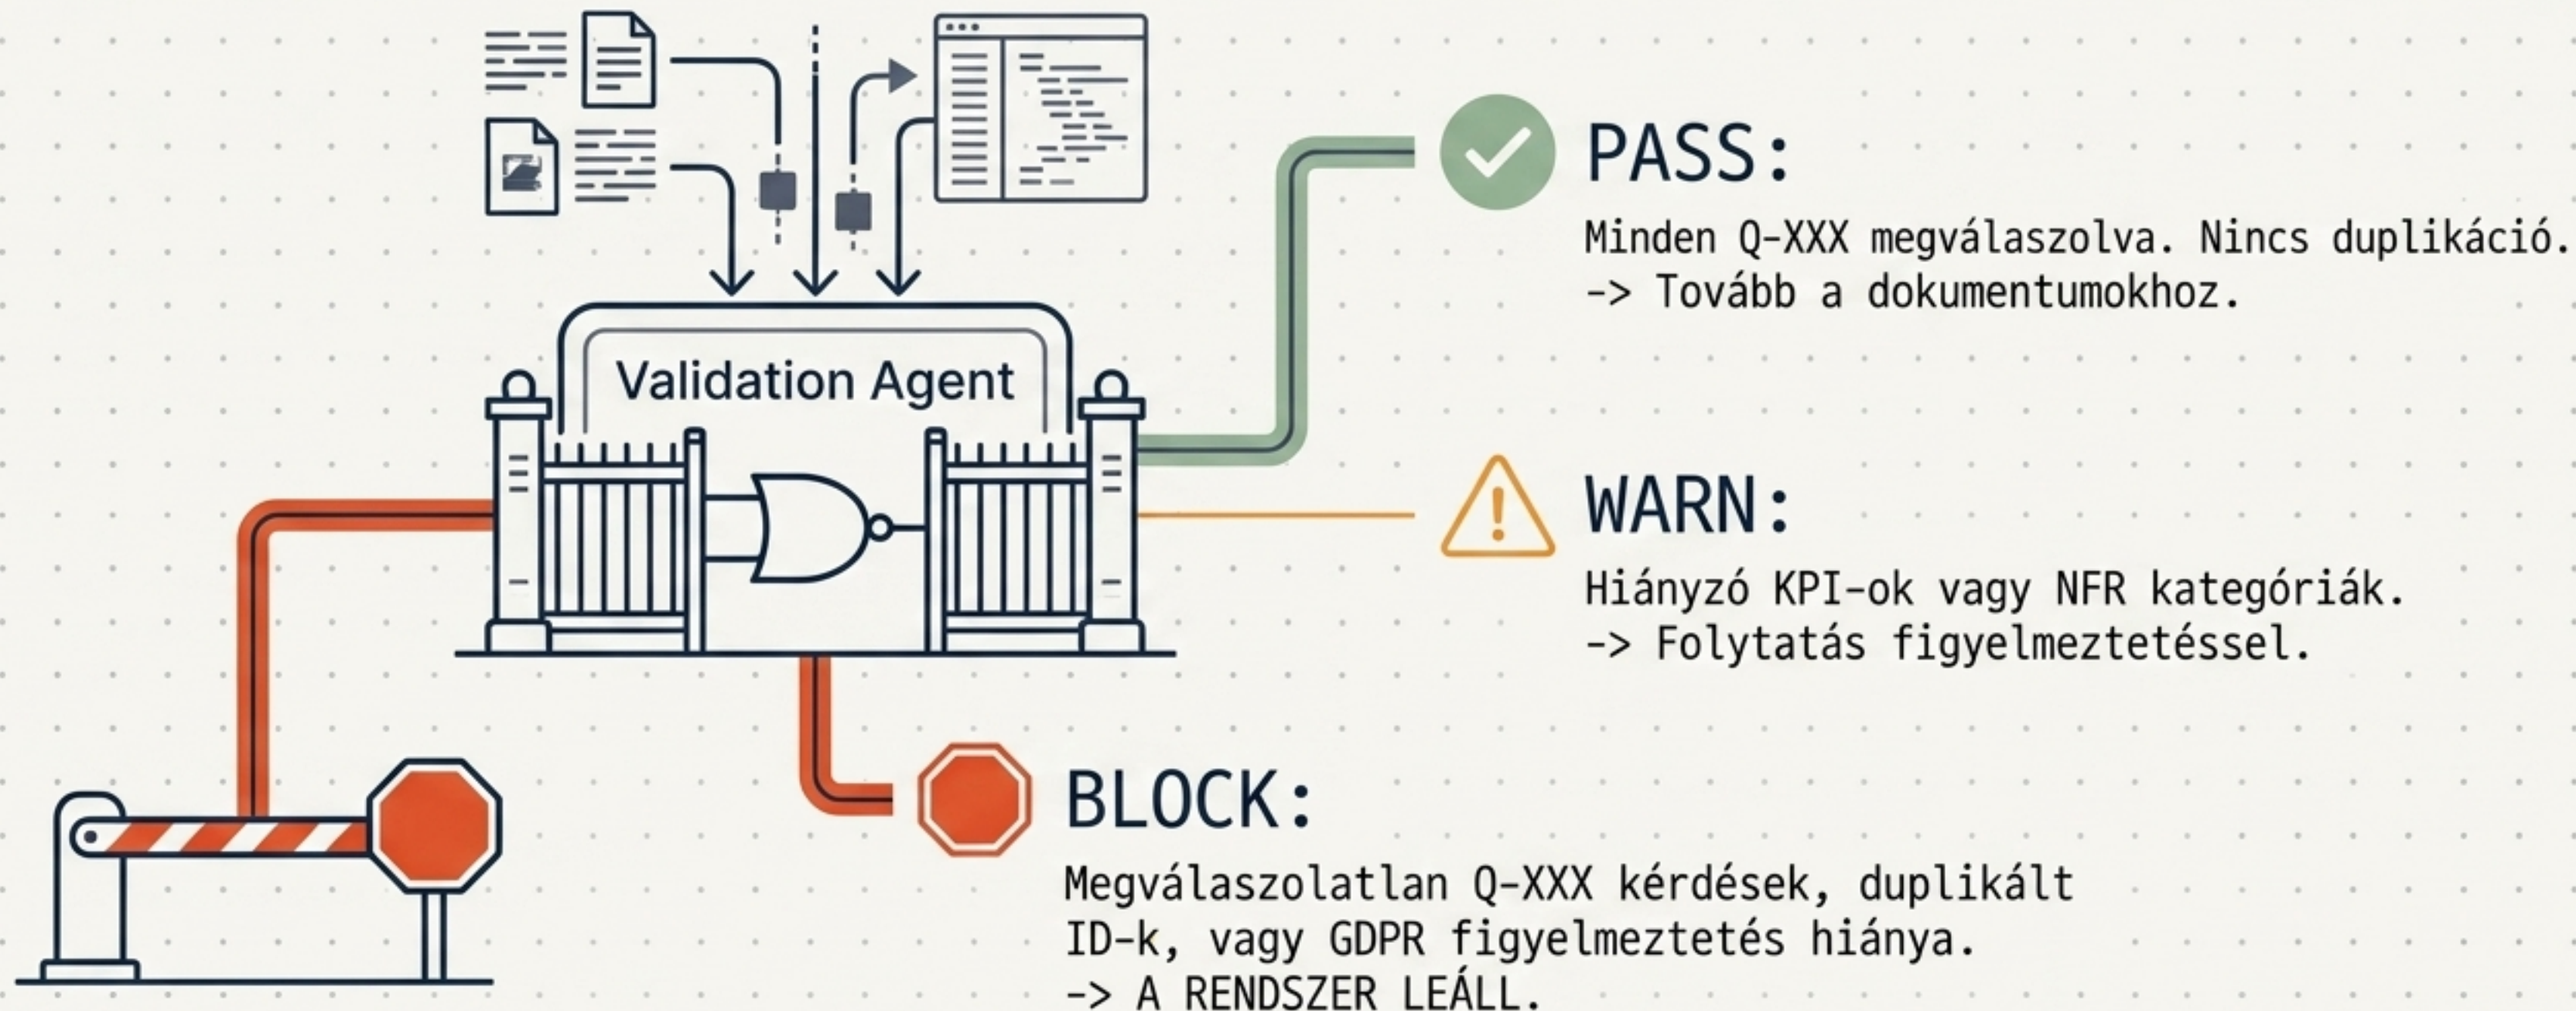 Validation Agent
PASS:
Minden Q-XXX megválaszolva. Nincs duplikáció.
-> Tovább a dokumentumokhoz.
WARN:
Hiányzó KPI-ok vagy NFR kategóriák.
-> Folytatás figyelmeztetéssel.
BLOCK:
Megválaszolatlan Q-XXX kérdések, duplikált
ID-k, vagy GDPR figyelmeztetés hiánya.
-> A RENDSZER LEÁLL.